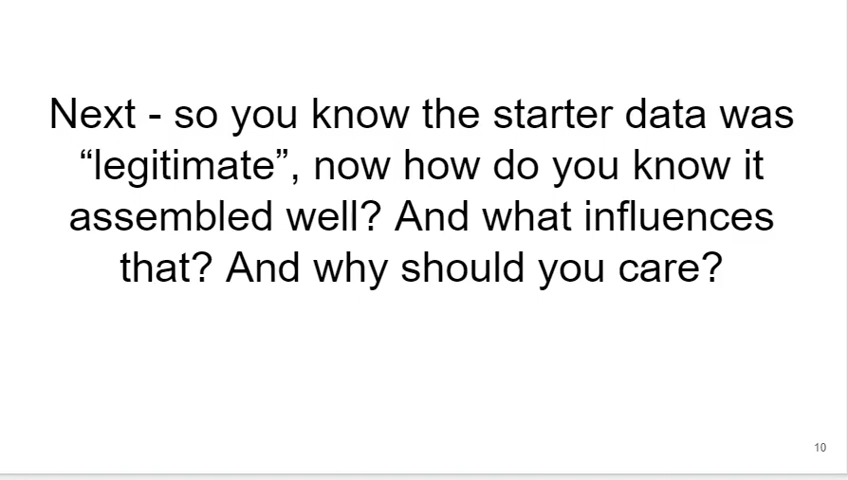 Next - so you know the starter data was
“legitimate”, now how do you know it
assembled well? And what influences
that? And why should you care?
10